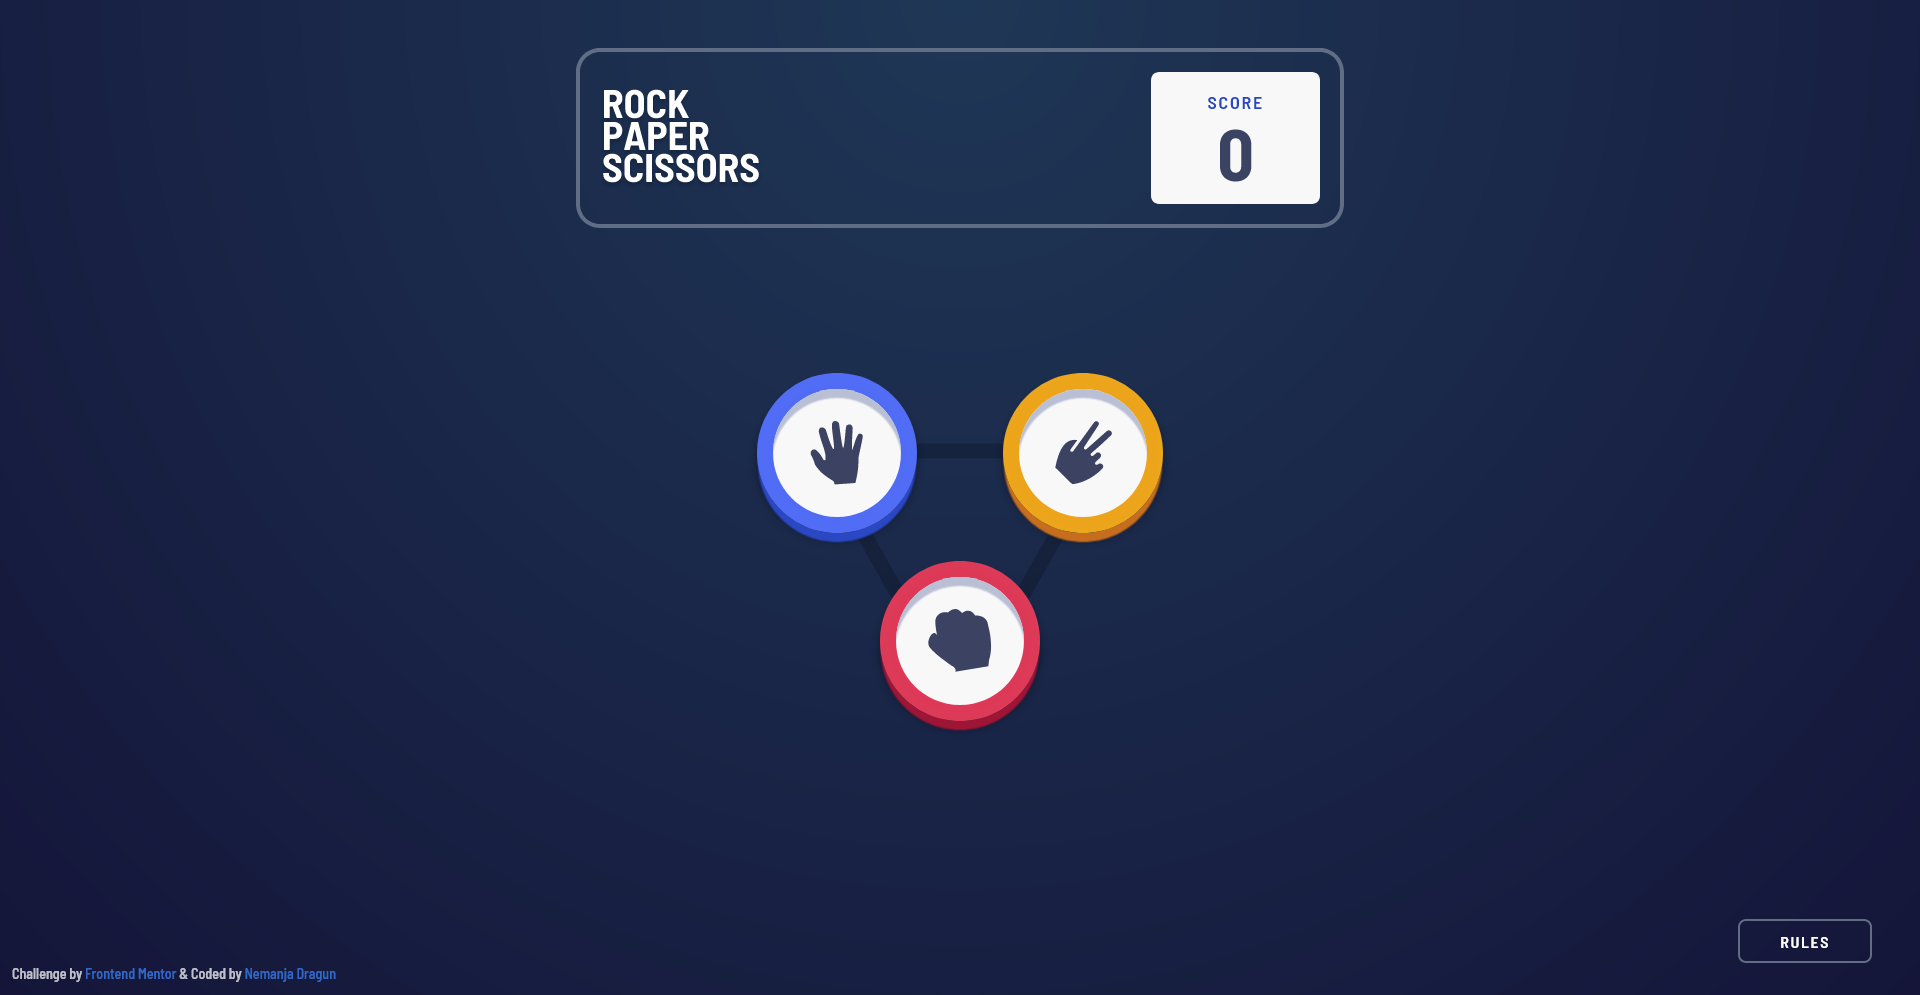 ROCK
PAPER
SCISSORS
SCORE
0
RULES
Challenge by Frontend Mentor & Coded by Nemanja Dragun